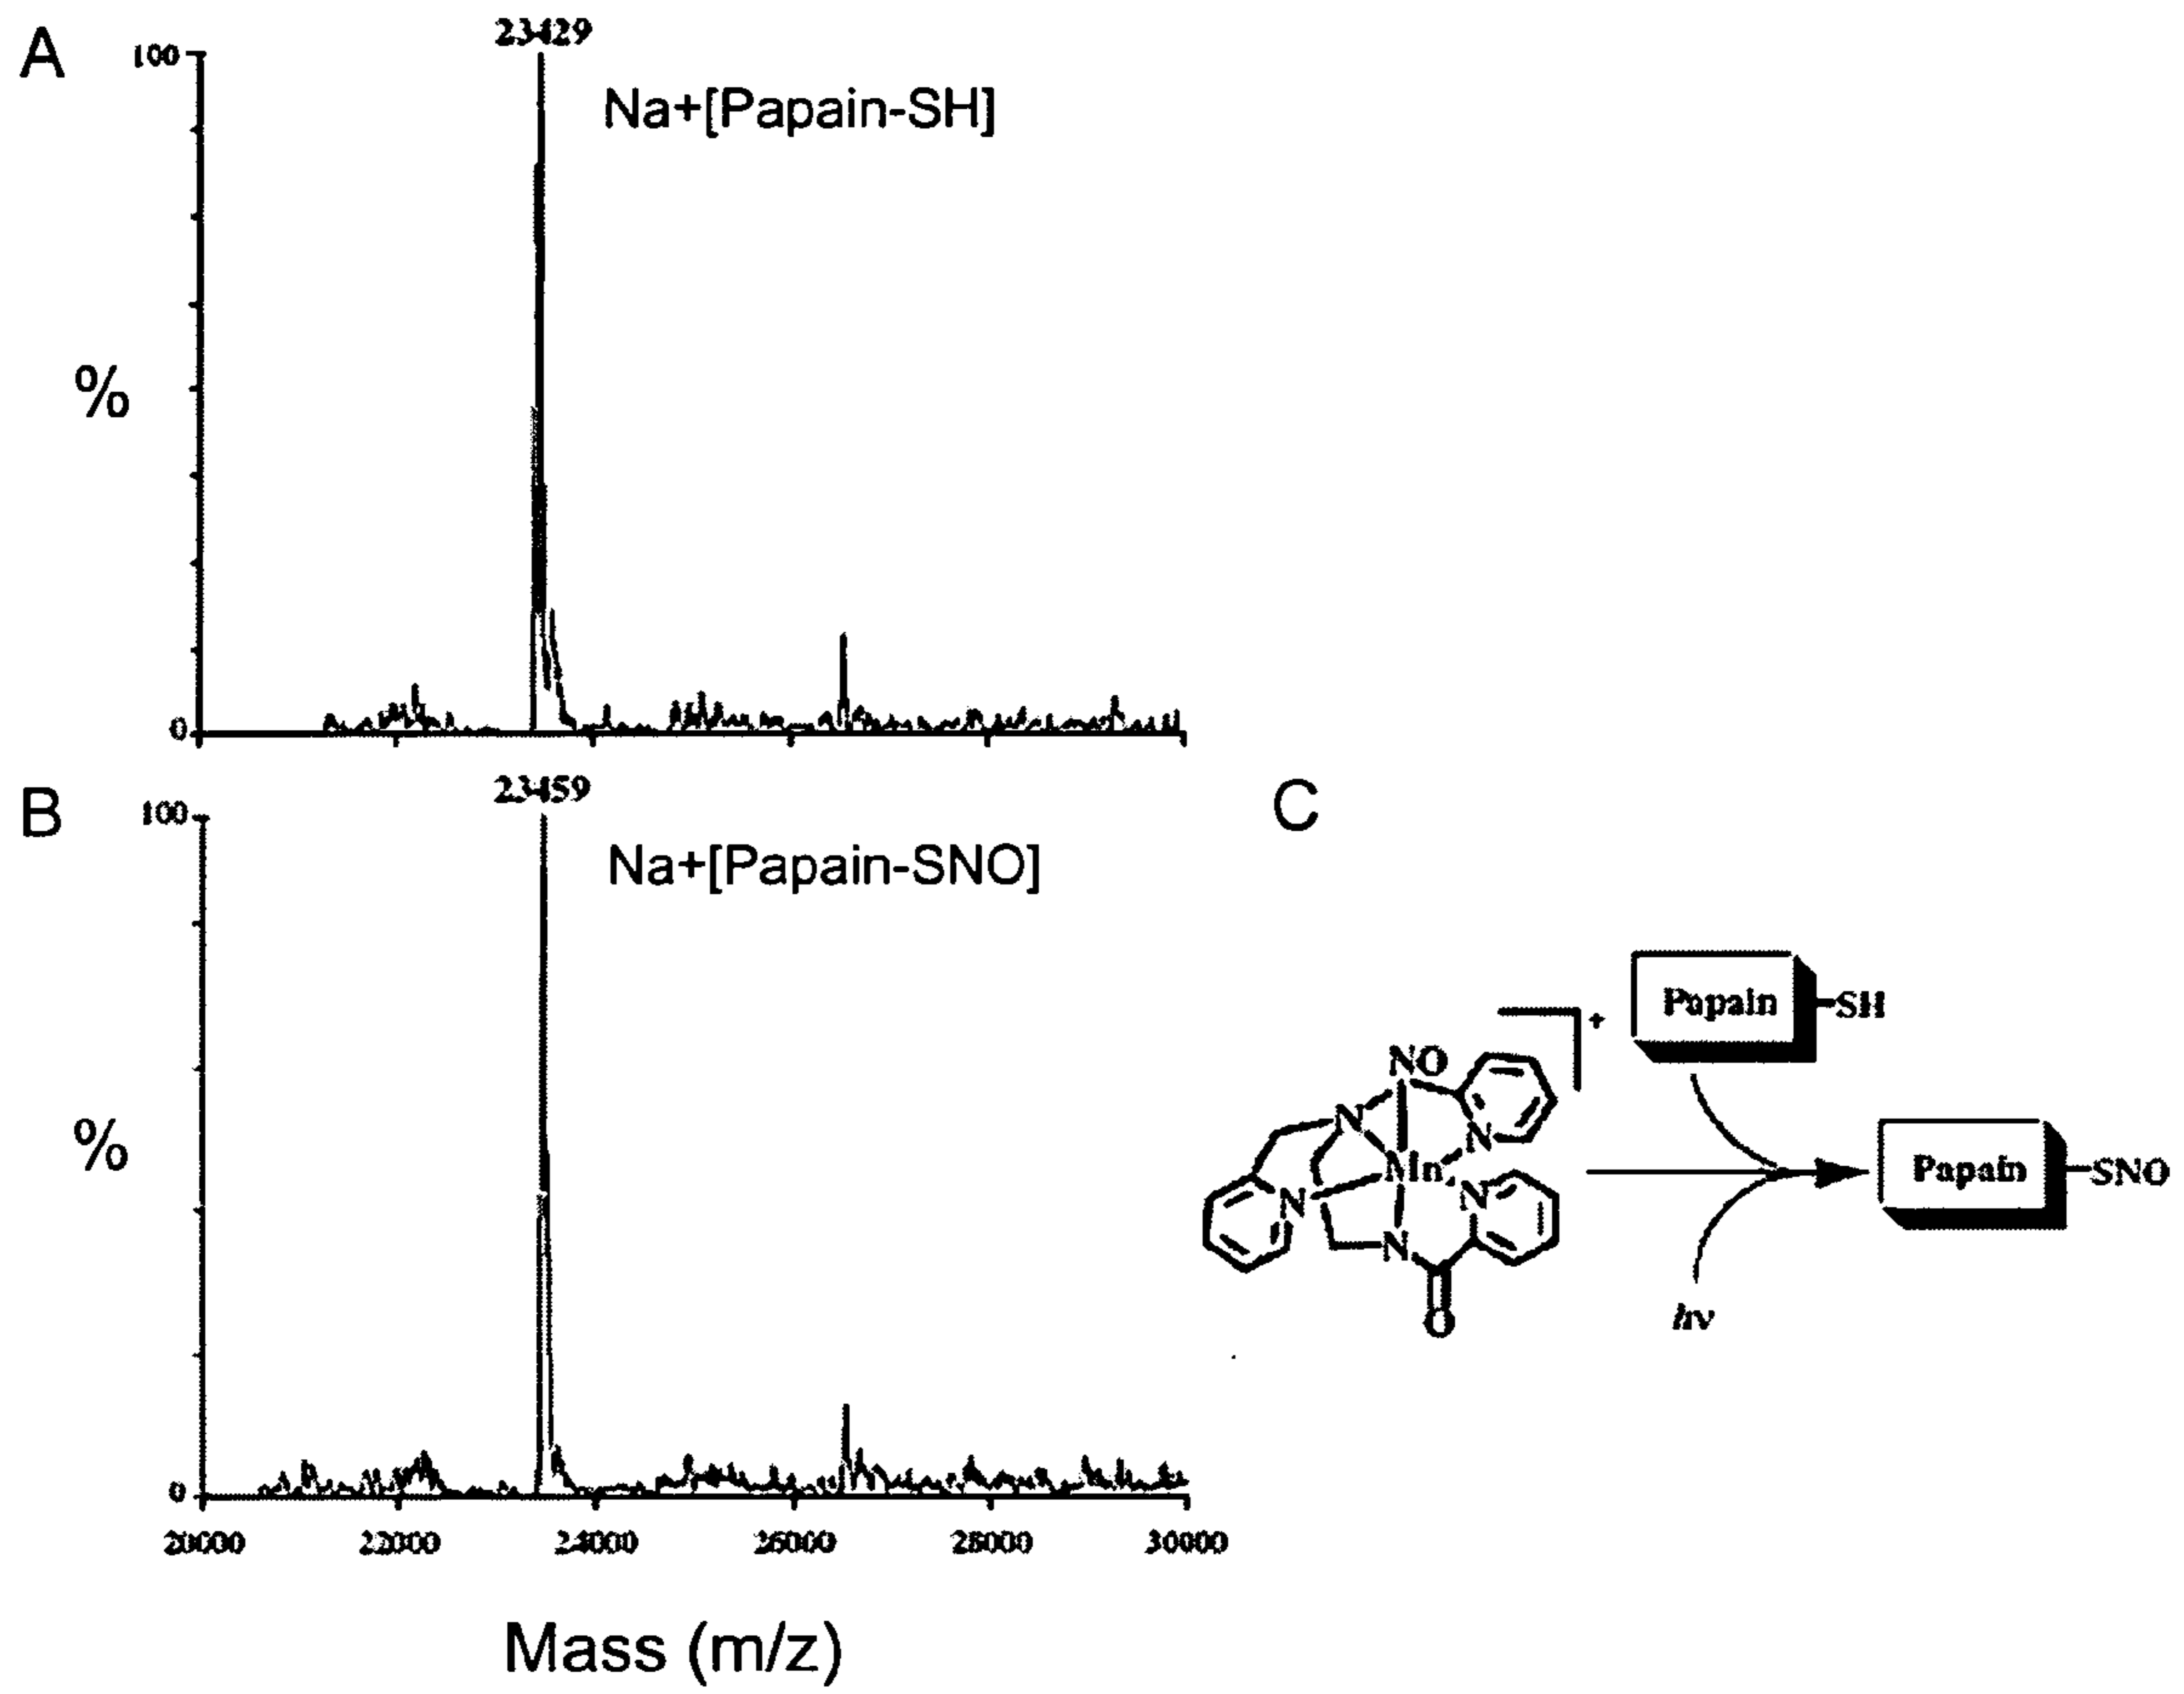 A
23429
100
Na+[Papain-SH]
%
0
B
23459
100
Na+[Papain-SNO]
%
0
20000 22000 24000 26000 28000 30000
Mass (m/z)
C
+
Papain -SH
NO
N
N
Mn
N
N
N
O
Papain -SNO
hν